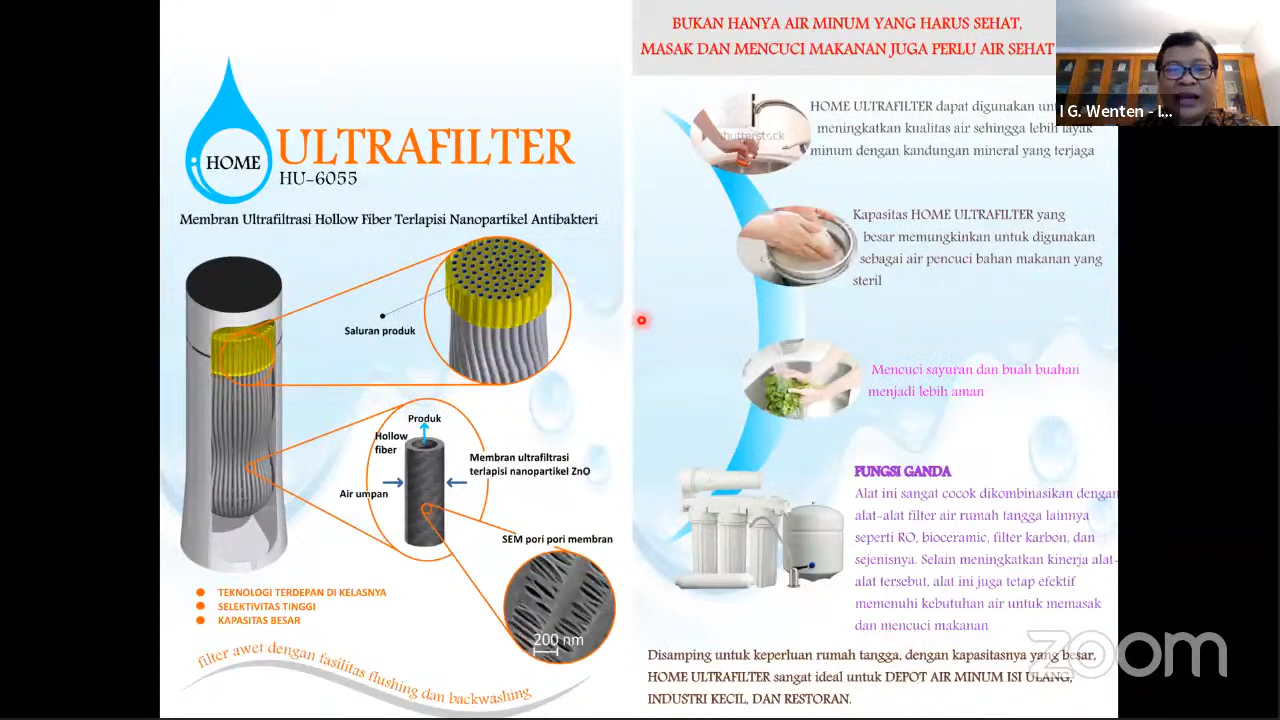 HOME
ULTRAFILTER
HU-6055
Membran Ultrafiltrasi Hollow Fiber Terlapisi Nanopartikel Antibakteri
Saluran produk
Produk
Hollow
fiber
Membran ultrafiltrasi
terlapisi nanopartikel ZnO
Air umpan
SEM pori pori membran
200 nm
TEKNOLOGI TERDEPAN DI KELASNYA
SELEKTIVITAS TINGGI
KAPASITAS BESAR
filter awet dengan fasilitas flushing dan backwashing
BUKAN HANYA AIR MINUM YANG HARUS SEHAT,
MASAK DAN MENCUCI MAKANAN JUGA PERLU AIR SEHAT
I G. Wenten - I...
shutterstock
HOME ULTRAFILTER dapat digunakan
meningkatkan kualitas air sehingga lebih layak
minum dengan kandungan mineral yang terjaga
Kapasitas HOME ULTRAFILTER yang
besar memungkinkan untuk digunakan
sebagai air pencuci bahan makanan yang
steril
Mencuci sayuran dan buah buahan
menjadi lebih aman
FUNGSI GANDA
Alat ini sangat cocok dikombinasikan dengan
alat-alat filter air rumah tangga lainnya
seperti RO, bioceramic, filter karbon, dan
sejenisnya. Selain meningkatkan kinerja alat-
alat tersebut, alat ini juga tetap efektif
memenuhi kebutuhan air untuk memasak
dan mencuci makanan
Disamping untuk keperluan rumah tangga, dengan kapasitasnya yang besar,
HOME ULTRAFILTER sangat ideal untuk DEPOT AIR MINUM ISI ULANG,
INDUSTRI KECIL, DAN RESTORAN.
zoom